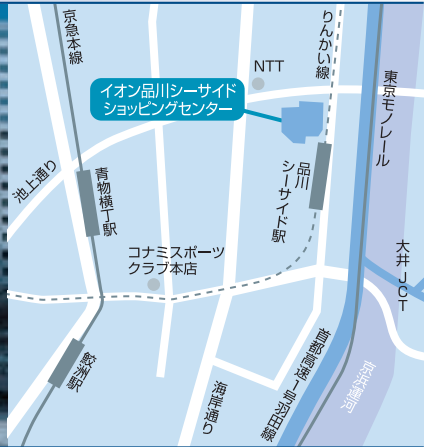 京急本線
りんかい線
NTT
東京モノレール
イオン品川シーサイド
ショッピングセンター
池上通り
青物横丁駅
品川
シーサイド駅
コナミスポーツ
クラブ本店
大井JCT
鮫洲駅
海岸通り
首都高速1号羽田線
京浜運河